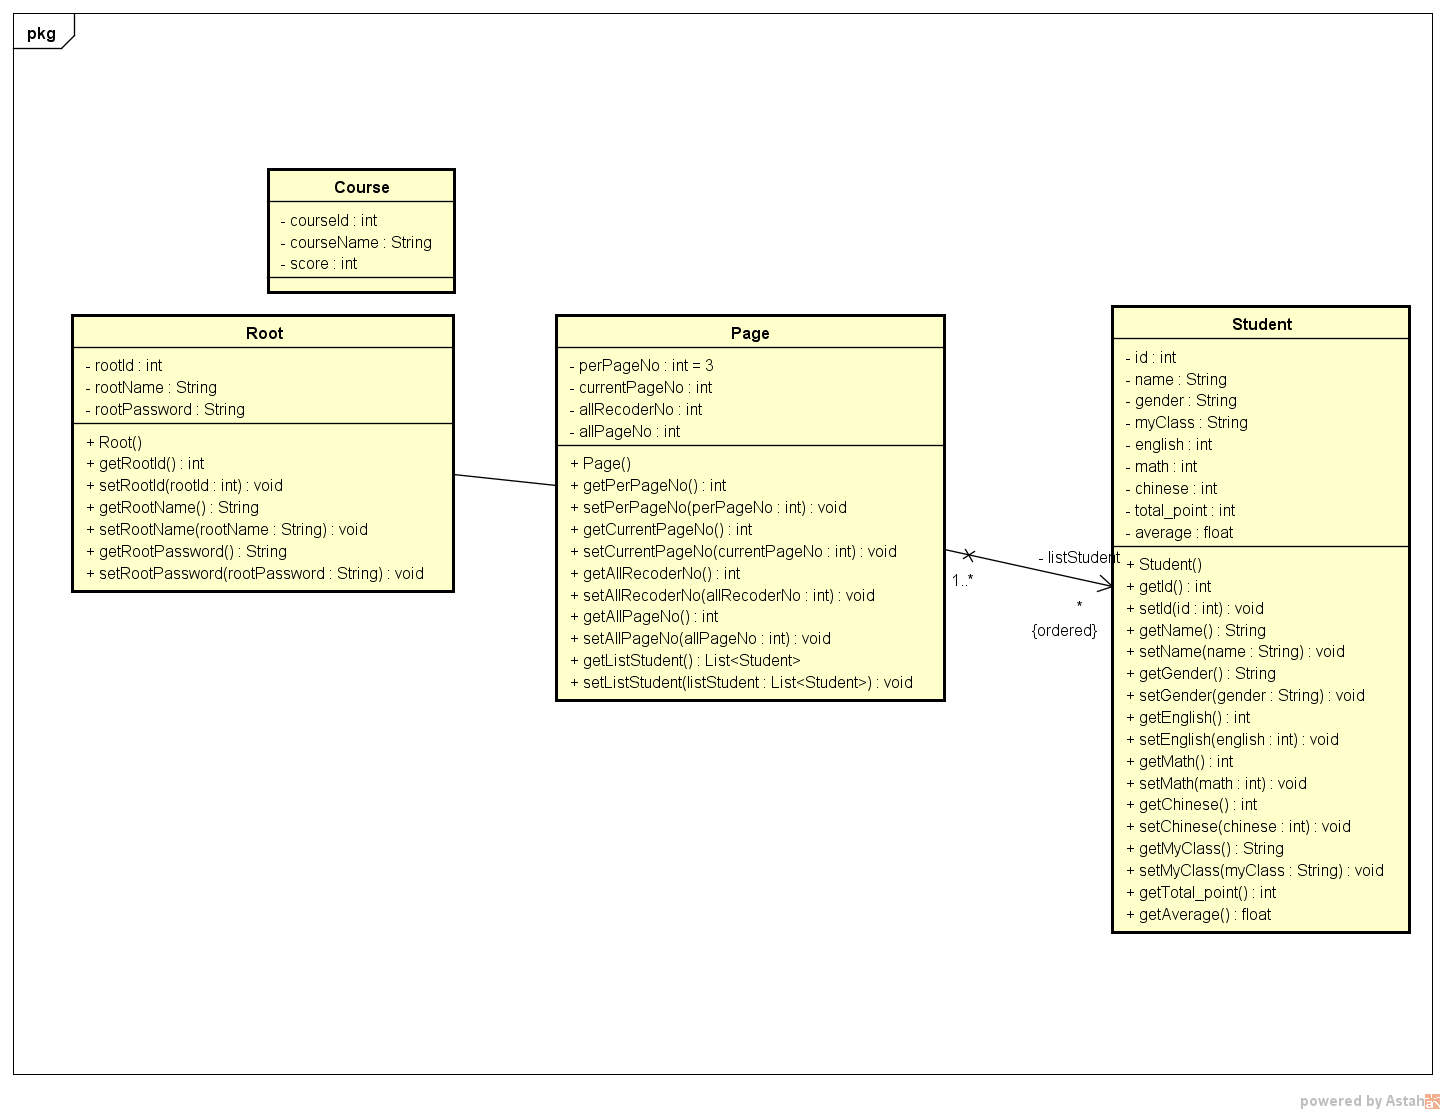 pkg
Course
- courseId : int
- courseName : String
- score : int
Root
- rootId : int
- rootName : String
- rootPassword : String
+ Root()
+ getRootId() : int
+ setRootId(rootId : int) : void
+ getRootName() : String
+ setRootName(rootName : String) : void
+ getRootPassword() : String
+ setRootPassword(rootPassword : String) : void
Page
- perPageNo : int = 3
- currentPageNo : int
- allRecoderNo : int
- allPageNo : int
+ Page()
+ getPerPageNo() : int
+ setPerPageNo(perPageNo : int) : void
+ getCurrentPageNo() : int
+ setCurrentPageNo(currentPageNo : int) : void
+ getAllRecoderNo() : int
+ setAllRecoderNo(allRecoderNo : int) : void
+ getAllPageNo() : int
+ setAllPageNo(allPageNo : int) : void
+ getListStudent() : List<Student>
+ setListStudent(listStudent : List<Student>) : void
- listStudent
1..*
*
{ordered}
Student
- id : int
- name : String
- gender : String
- myClass : String
- english : int
- math : int
- chinese : int
- total_point : int
- average : float
+ Student()
+ getId() : int
+ setId(id : int) : void
+ getName() : String
+ setName(name : String) : void
+ getGender() : String
+ setGender(gender : String) : void
+ getEnglish() : int
+ setEnglish(english : int) : void
+ getMath() : int
+ setMath(math : int) : void
+ getChinese() : int
+ setChinese(chinese : int) : void
+ getMyClass() : String
+ setMyClass(myClass : String) : void
+ getTotal_point() : int
+ getAverage() : float
powered by Astah